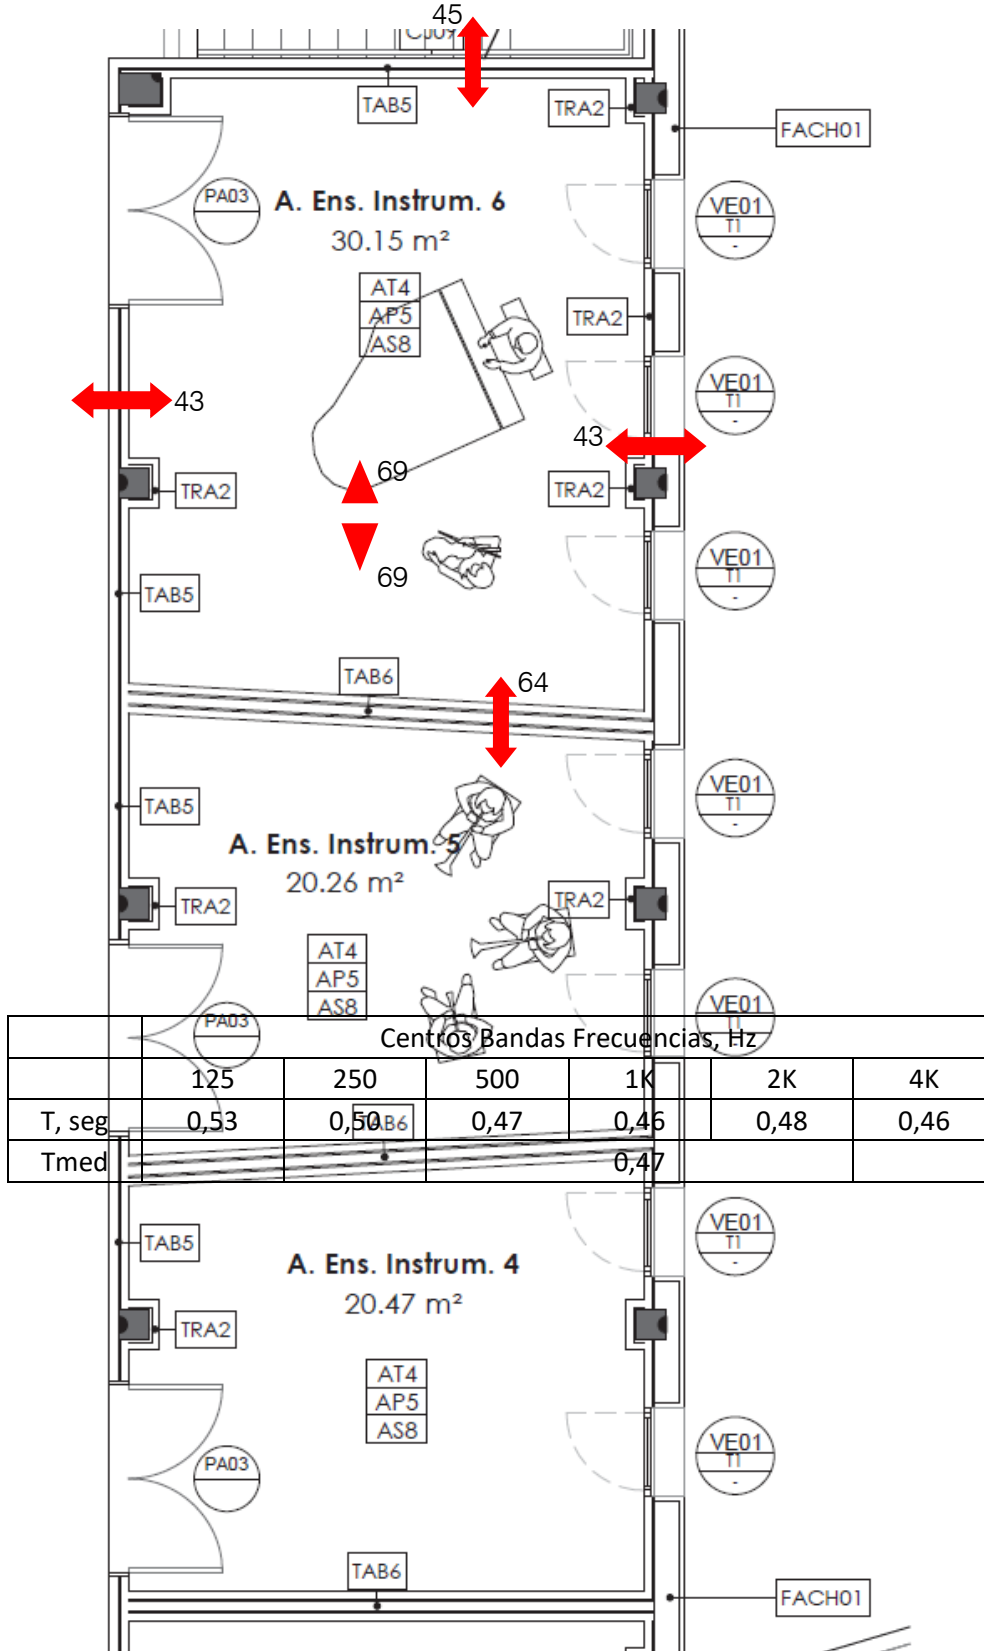 45
CJ09
TAB5
TRA2
FACH01
PA03
A. Ens. Instrum. 6
30.15 m²
VE01
T1
-
AT4
AP5
AS8
TRA2
VE01
T1
-
43
43
69
TRA2
TRA2
69
VE01
T1
-
TAB5
TAB6
64
TAB5
VE01
T1
-
A. Ens. Instrum. 5
20.26 m²
TRA2
TRA2
AT4
AP5
AS8
PA03
VE01
T1
Centros Bandas Frecuencias, Hz
125 250 500 1K 2K 4K
T, seg 0,53 0,50 0,47 0,46 0,48 0,46
TAB6
Tmed 0,47
TAB5
VE01
T1
-
A. Ens. Instrum. 4
20.47 m²
TRA2
AT4
AP5
AS8
PA03
VE01
T1
-
TAB6
FACH01